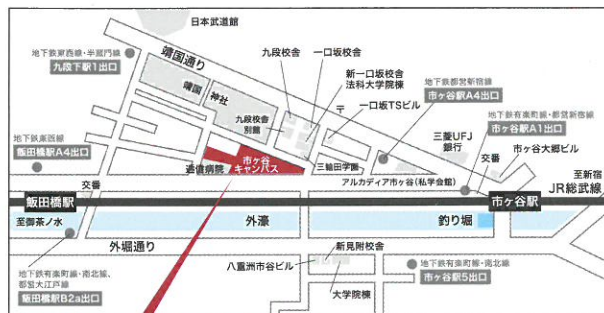 日本武道館
地下鉄東西線・半蔵門線
九段下駅1出口
靖国通り
九段校舎
一口坂校舎
新一口坂校舎
法科大学院棟
靖国
神社
九段校舎
別館
〒
一口坂TSビル
地下鉄都営新宿線
市ヶ谷駅A4出口
地下鉄有楽町線・都営新宿線
市ヶ谷駅A1出口
地下鉄東西線
飯田橋駅A4出口
三菱UFJ
銀行
交番
市ヶ谷大郷ビル
逓信病院
市ヶ谷
キャンパス
三輪田学園
アルカディア市ヶ谷(私学会館)
至新宿
JR総武線
交番
飯田橋駅
市ヶ谷駅
至御茶ノ水
外濠
釣り堀
外堀通り
新見附校舎
八重洲市谷ビル
大学院棟
地下鉄有楽町線・南北線、
都営大江戸線
飯田橋駅B2a出口
地下鉄有楽町線・南北線
市ヶ谷駅5出口